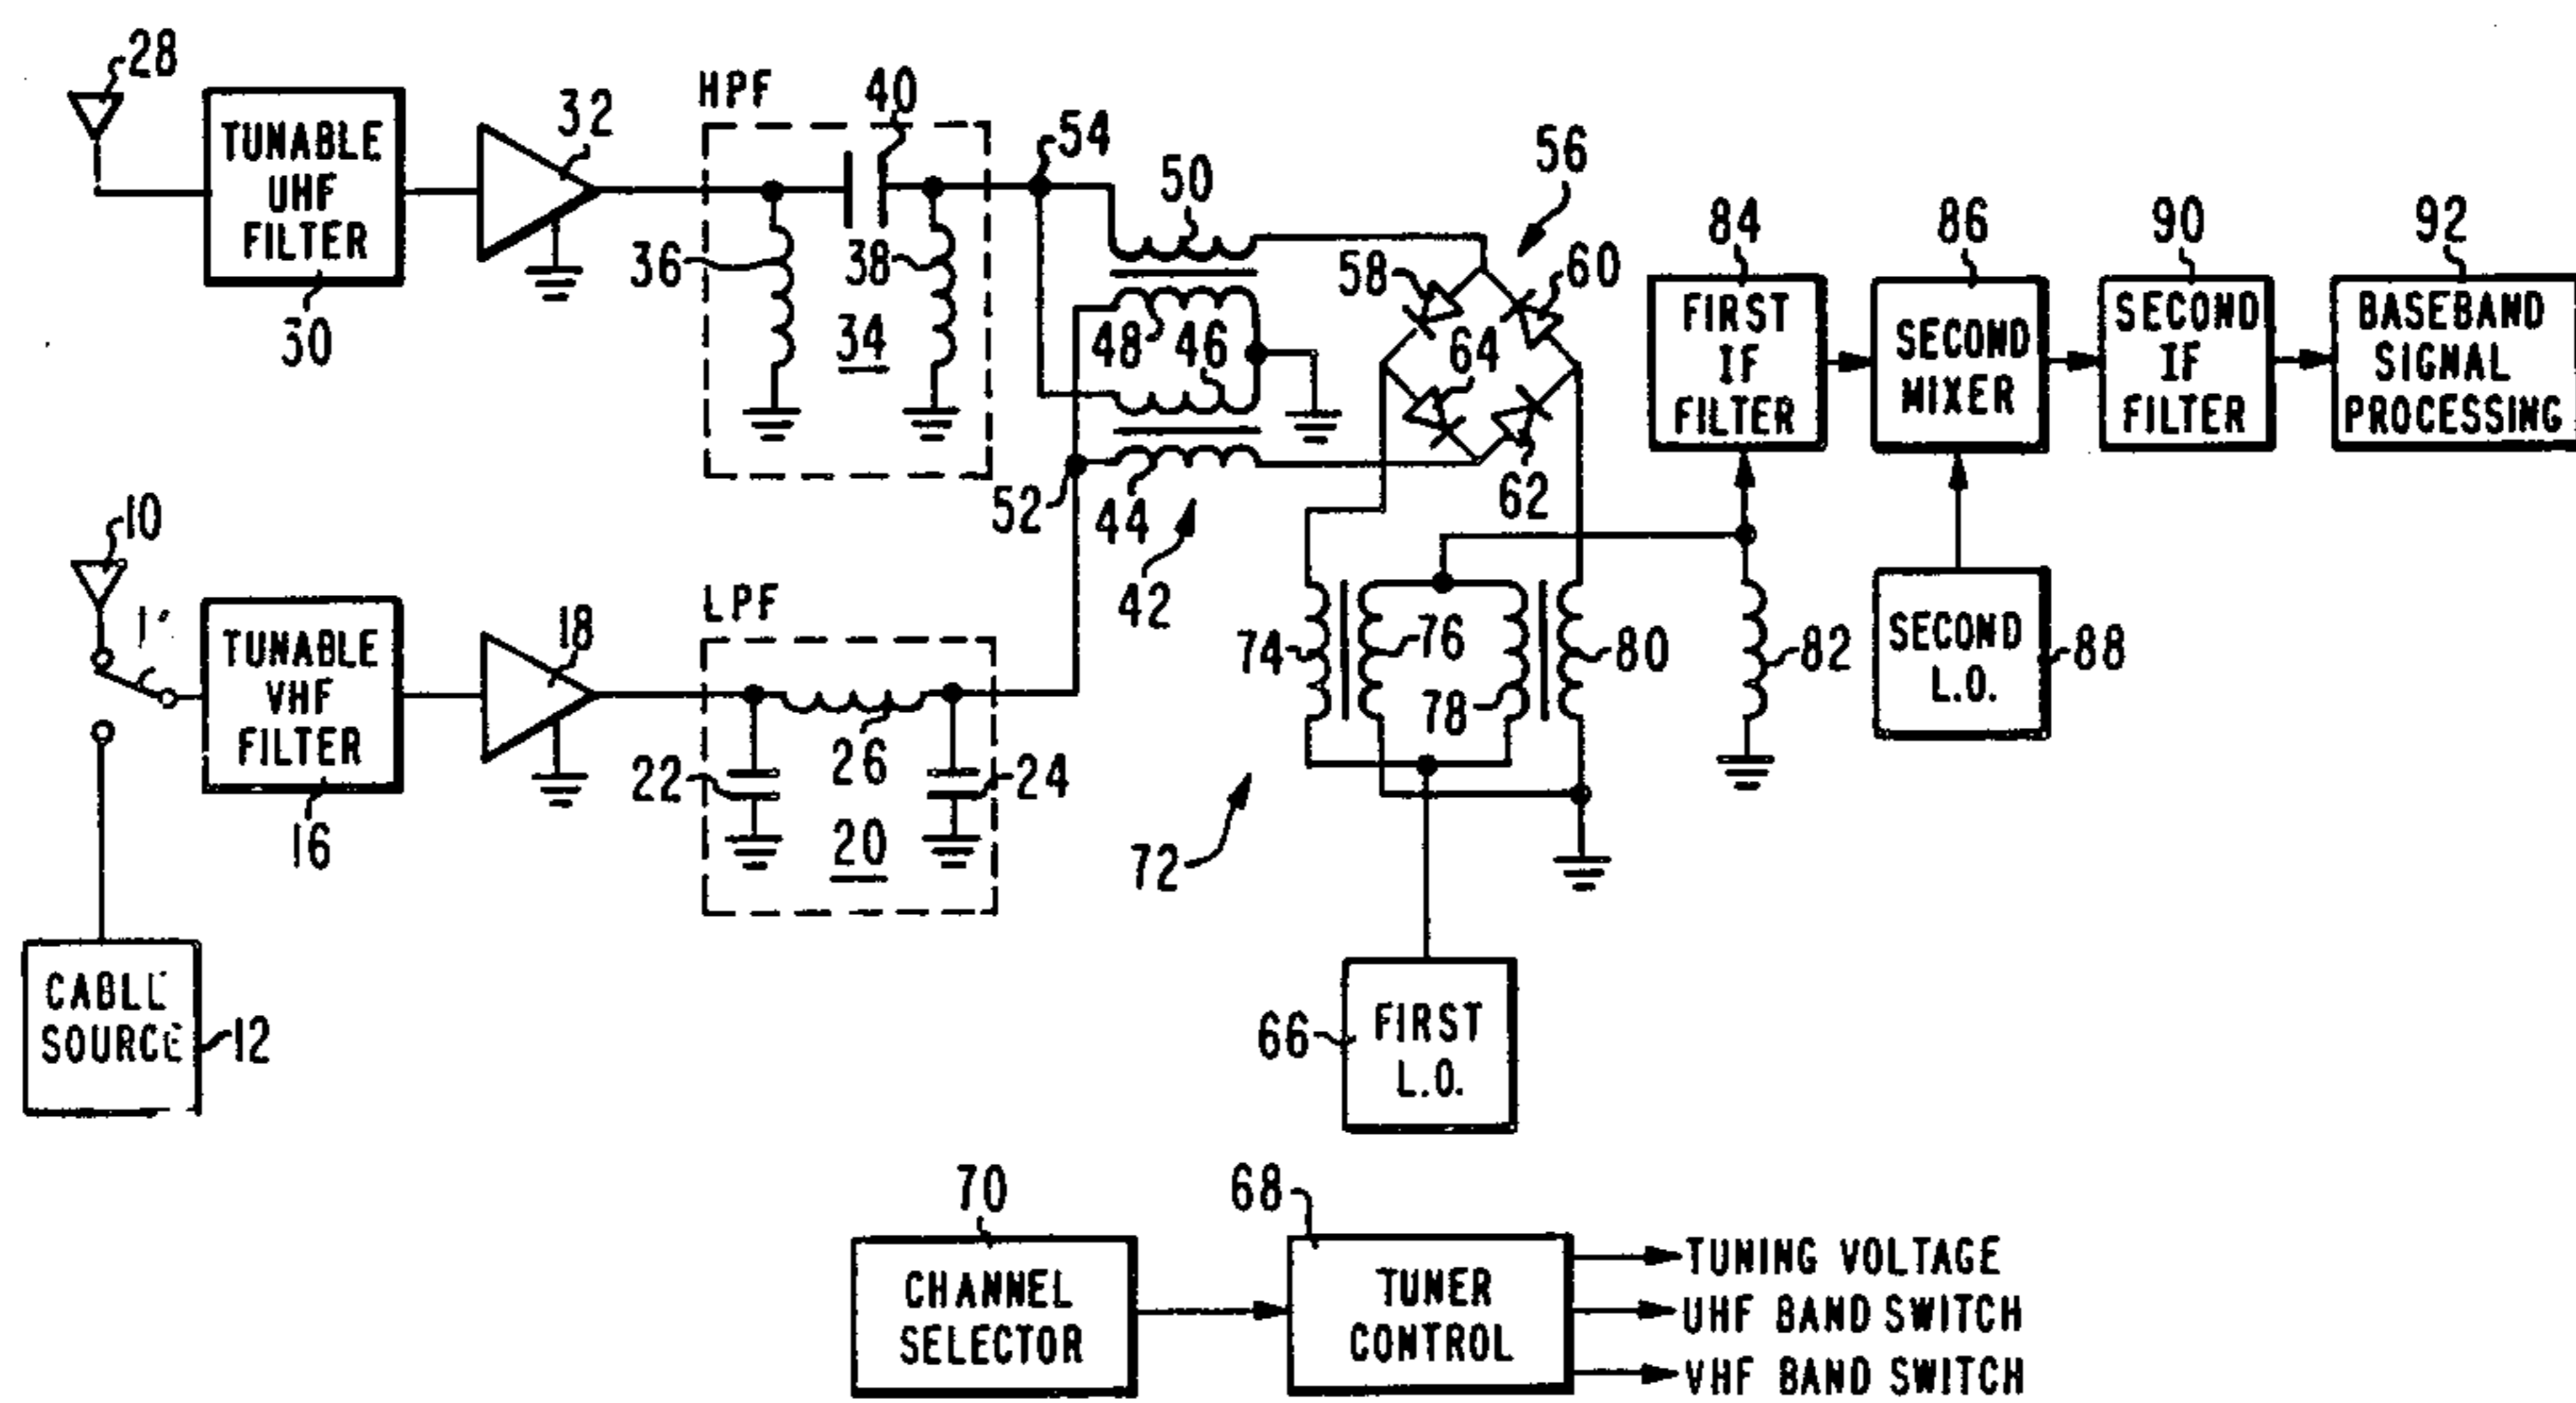 28
TUNABLE
UHF
FILTER
30
32
HPF
40
36
38
34
54
50
48
46
52
44
42
56
58
60
64
62
84
FIRST
IF
FILTER
86
SECOND
MIXER
90
SECOND
IF
FILTER
92
BASEBAND
SIGNAL
PROCESSING
10
TUNABLE
VHF
FILTER
16
18
LPF
22
26
24
20
74
76
78
80
82
72
SECOND
L.O.
88
SOURCE
12
66
FIRST
L.O.
70
CHANNEL
SELECTOR
68
TUNER
CONTROL
TUNING VOLTAGE
UHF BAND SWITCH
VHF BAND SWITCH